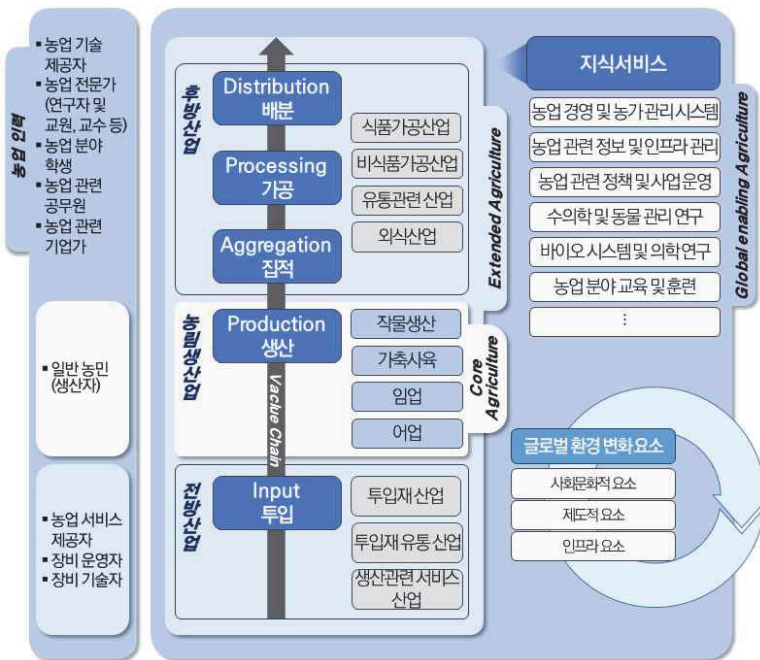 농업 인력
▪ 농업 기술
제공자
▪ 농업 전문가
(연구자 및
교원, 교수 등)
▪ 농업 분야
학생
▪ 농업 관련
공무원
▪ 농업 관련
기업가
▪ 일반 농민
(생산자)
▪ 농업 서비스
제공자
▪ 장비 운영자
▪ 장비 기술자
후방산업
Distribution
배분
Processing
가공
Aggregation
집적
식품가공산업
비식품가공산업
유통관련 산업
외식산업
Extended Agriculture
농림생산업
Production
생산
Vaclue Chain
작물생산
가축사육
임업
어업
Core
Agriculture
전방산업
Input
투입
투입재 산업
투입재 유통 산업
생산관련 서비스
산업
지식서비스
농업 경영 및 농가 관리 시스템
농업 관련 정보 및 인프라 관리
농업 관련 정책 및 사업 운영
수의학 및 동물 관리 연구
바이오 시스템 및 의학 연구
농업 분야 교육 및 훈련
⋮
Global enabling Agriculture
글로벌 환경 변화 요소
사회문화적 요소
제도적 요소
인프라 요소